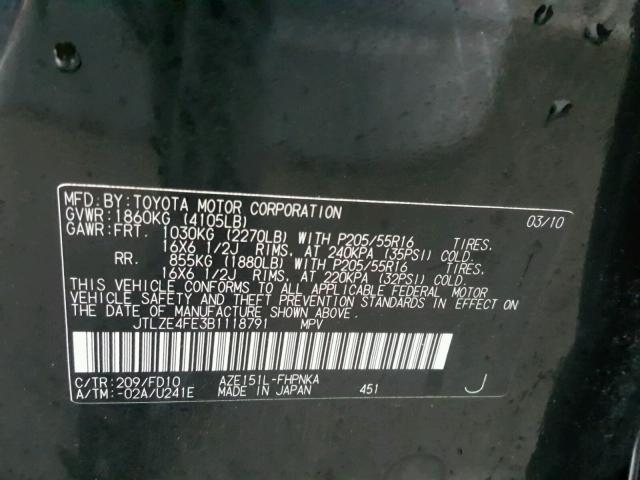 MFD. BY: TOYOTA MOTOR CORPORATION 03/10
GVWR: 1860KG (4105LB)
GAWR: FRT. 1030KG (2270LB) WITH P205/55R16 TIRES.
16X6 1/2J RIMS, AT 240KPA (35PSI) COLD.
RR. 855KG (1880LB) WITH P205/55R16 TIRES.
16X6 1/2J RIMS, AT 220KPA (32PSI) COLD.
THIS VEHICLE CONFORMS TO ALL APPLICABLE FEDERAL MOTOR
VEHICLE SAFETY AND THEFT PREVENTION STANDARDS IN EFFECT ON
THE DATE OF MANUFACTURE SHOWN ABOVE.
JTLZE4FE3B1118791 MPV
C/TR: 209/FD10 AZE151L-FHPNKA
A/TM: -02A/U241E MADE IN JAPAN 451 J